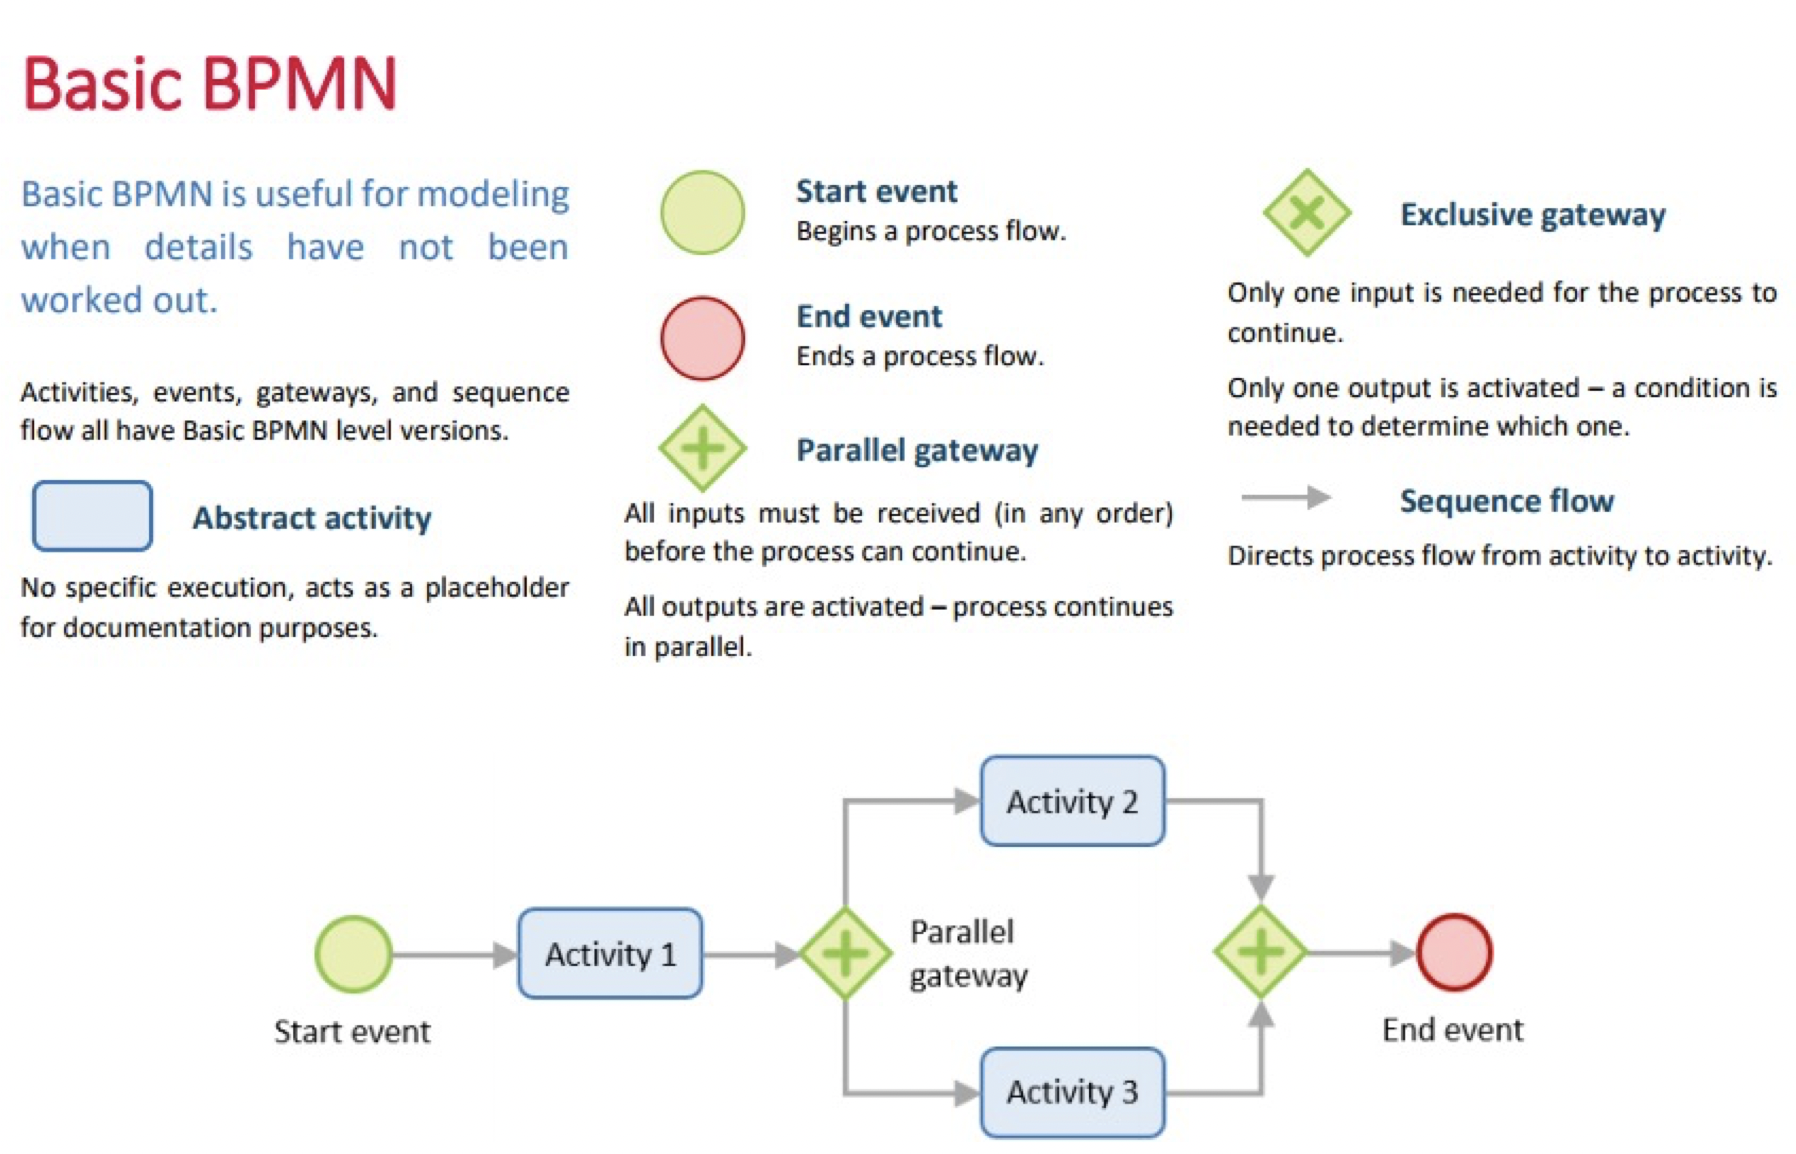 Basic BPMN
Basic BPMN is useful for modeling
when details have not been
worked out.
Activities, events, gateways, and sequence
flow all have Basic BPMN level versions.
Abstract activity
No specific execution, acts as a placeholder
for documentation purposes.
Start event
Begins a process flow.
End event
Ends a process flow.
Parallel gateway
All inputs must be received (in any order)
before the process can continue.
All outputs are activated – process continues
in parallel.
Exclusive gateway
Only one input is needed for the process to
continue.
Only one output is activated – a condition is
needed to determine which one.
Sequence flow
Directs process flow from activity to activity.
Start event
Activity 1
Parallel
gateway
Activity 2
Activity 3
End event